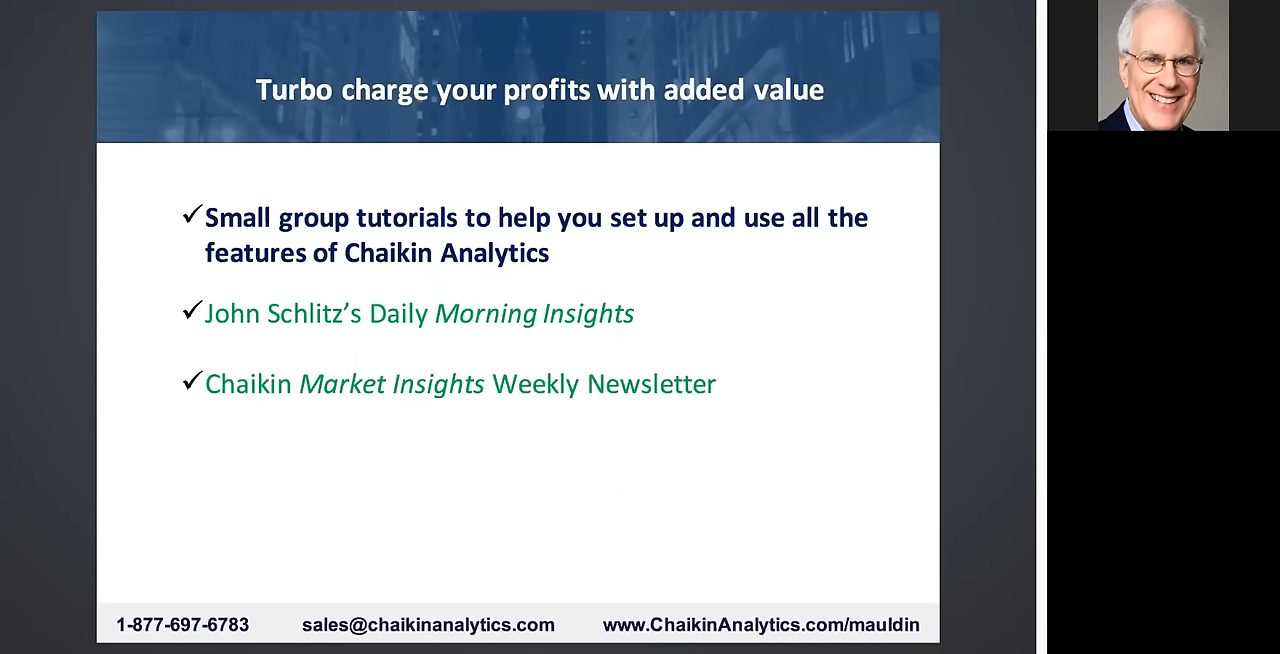 Turbo charge your profits with added value
✓Small group tutorials to help you set up and use all the
features of Chaikin Analytics
✓John Schlitz’s Daily Morning Insights
✓Chaikin Market Insights Weekly Newsletter
1-877-697-6783 sales@chaikinanalytics.com www.ChaikinAnalytics.com/mauldin